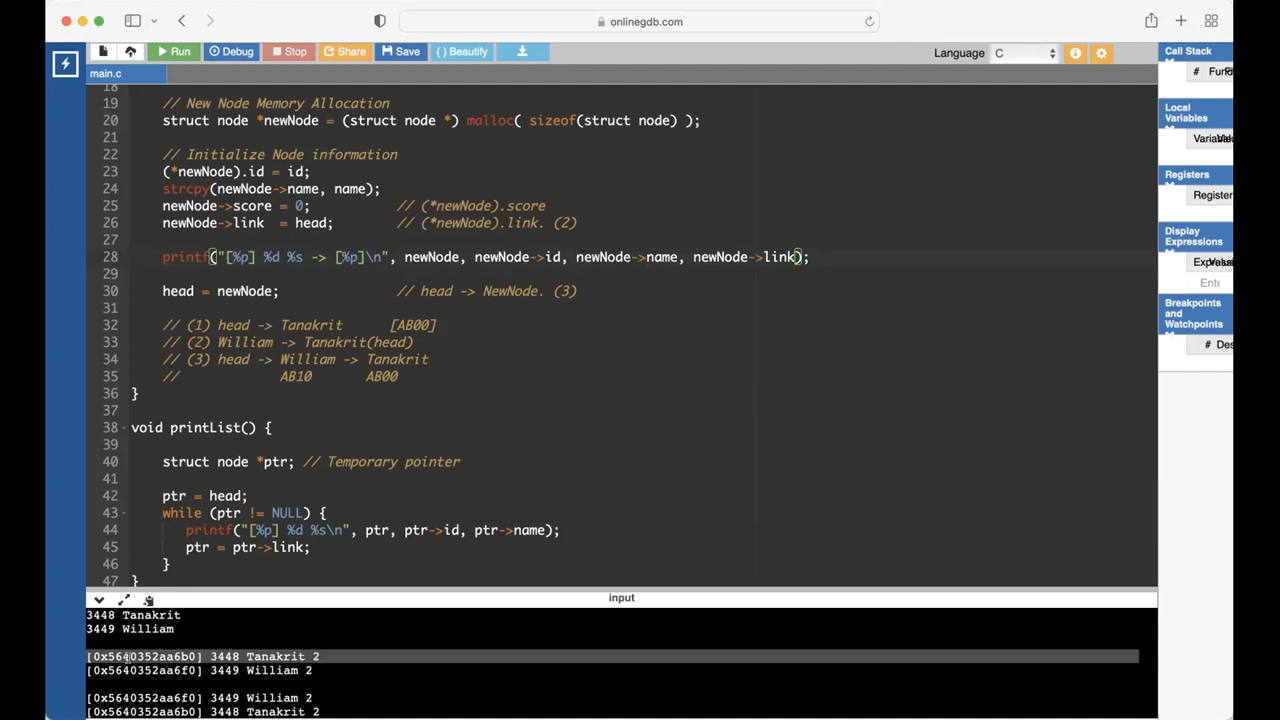 onlinegdb.com
Run Debug Stop Share Save { } Beautify
Language C
main.c
18
19 // New Node Memory Allocation
20 struct node *newNode = (struct node *) malloc( sizeof(struct node) );
21
22 // Initialize Node information
23 (*newNode).id = id;
24 strcpy(newNode->name, name);
25 newNode->score = 0; // (*newNode).score
26 newNode->link  = head; // (*newNode).link. (2)
27
28 printf("[%p] %d %s -> [%p]\n", newNode, newNode->id, newNode->name, newNode->link);
29
30 head = newNode; // head -> NewNode. (3)
31
32 // (1) head -> Tanakrit [AB00]
33 // (2) William -> Tanakrit(head)
34 // (3) head -> William -> Tanakrit
35 // AB10 AB00
36 }
37
38 void printList() {
39
40 struct node *ptr; // Temporary pointer
41
42 ptr = head;
43 while (ptr != NULL) {
44 printf("[%p] %d %s\n", ptr, ptr->id, ptr->name);
45 ptr = ptr->link;
46 }
47 }
input
3448 Tanakrit
3449 William
[0x5640352aa6b0] 3448 Tanakrit 2
[0x5640352aa6f0] 3449 William 2
[0x5640352aa6f0] 3449 William 2
[0x5640352aa6b0] 3448 Tanakrit 2
Call Stack
#
Local
Variables
Registers
Register
Display
Expressions
Ente
Breakpoints
and
Watchpoints
# Des